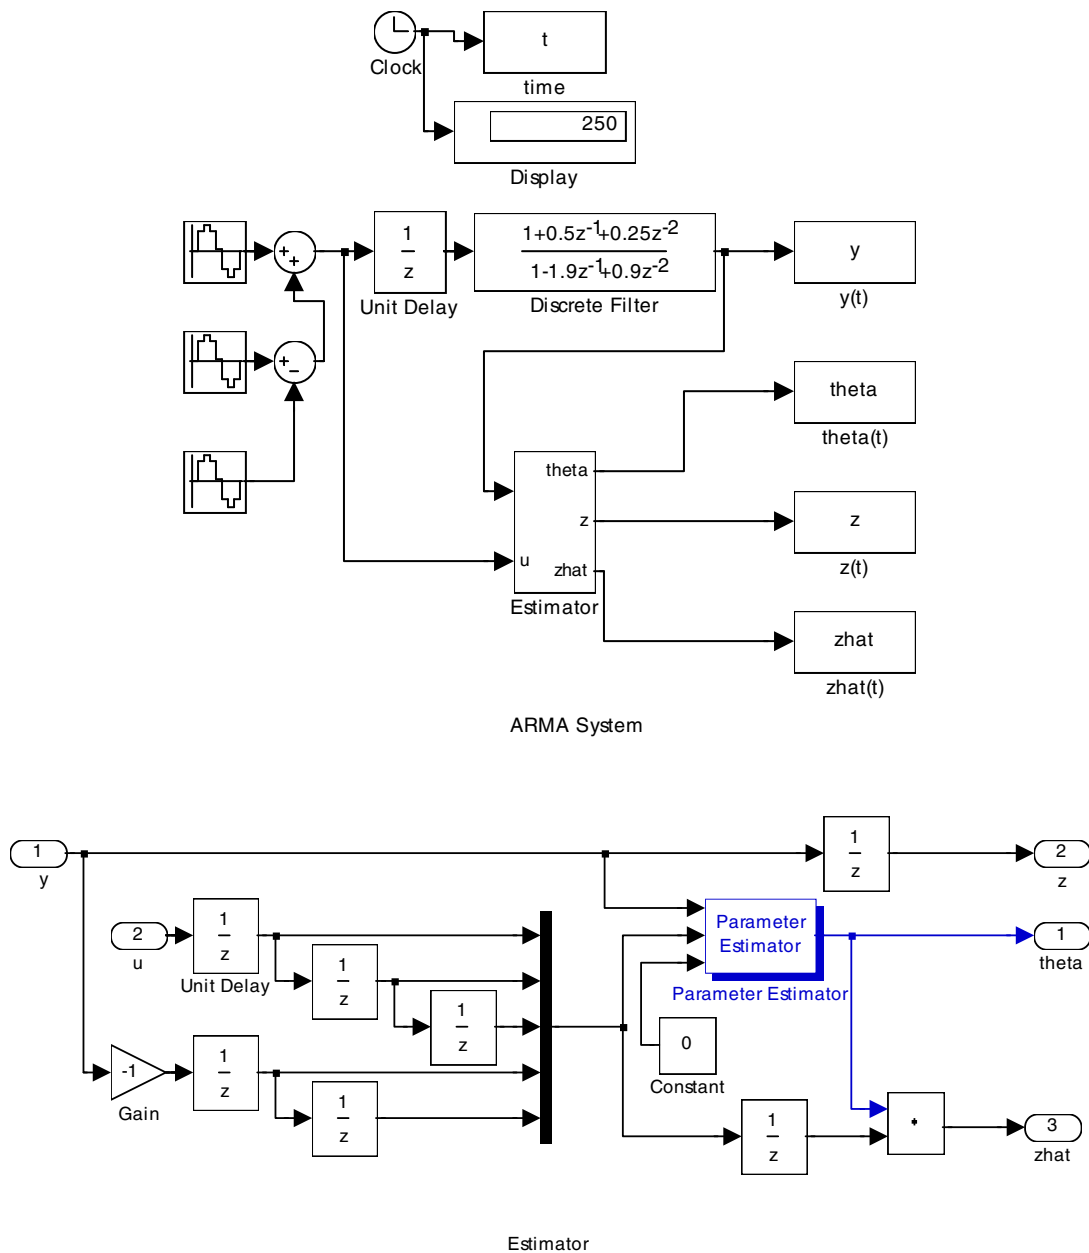 t
Clock
time
250
Display
1
z
Unit Delay
1+0.5z-1+0.25z-2
1-1.9z-1+0.9z-2
Discrete Filter
y
y(t)
+
+
+
−
theta
theta(t)
theta
z
u
zhat
Estimator
z
z(t)
zhat
zhat(t)
ARMA System
1
y
1
z
2
z
2
u
1
z
Unit Delay
1
z
1
z
Parameter
Estimator
Parameter Estimator
1
theta
-1
Gain
1
z
1
z
0
Constant
1
z
3
zhat
Estimator